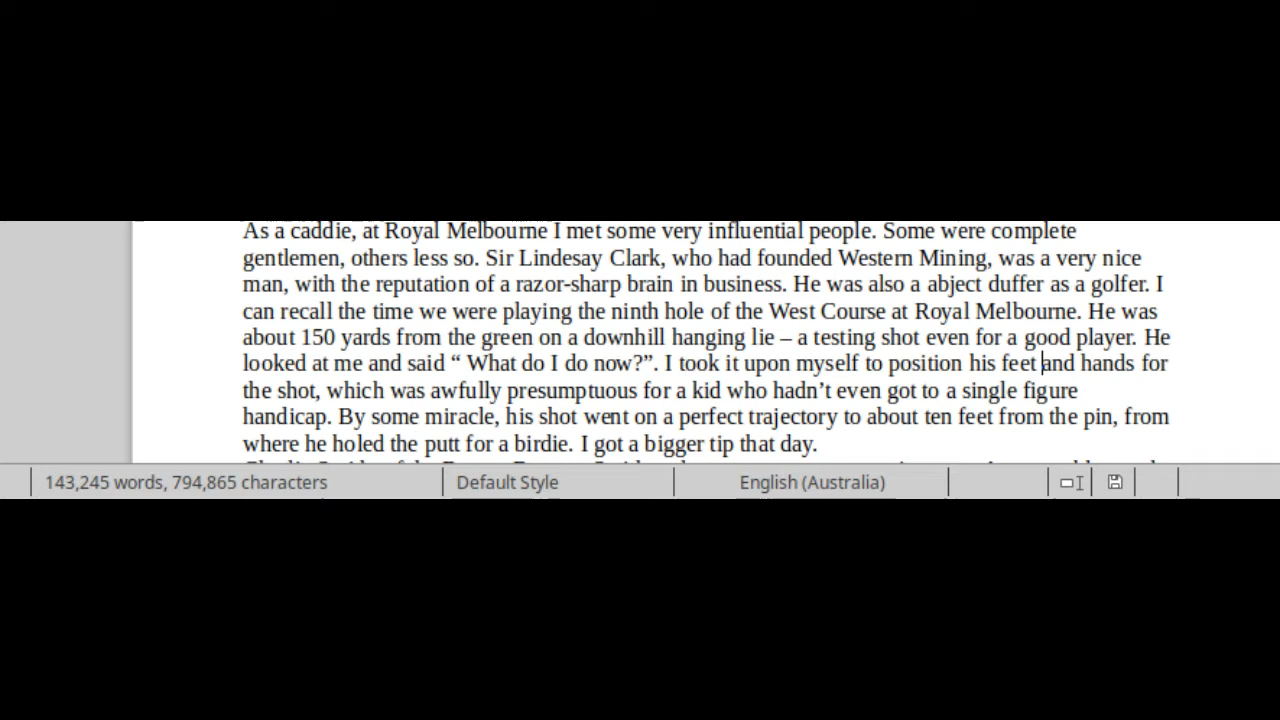 As a caddie, at Royal Melbourne I met some very influential people. Some were complete
gentlemen, others less so. Sir Lindesay Clark, who had founded Western Mining, was a very nice
man, with the reputation of a razor-sharp brain in business. He was also a abject duffer as a golfer. I
can recall the time we were playing the ninth hole of the West Course at Royal Melbourne. He was
about 150 yards from the green on a downhill hanging lie – a testing shot even for a good player. He
looked at me and said “ What do I do now?”. I took it upon myself to position his feet and hands for
the shot, which was awfully presumptuous for a kid who hadn’t even got to a single figure
handicap. By some miracle, his shot went on a perfect trajectory to about ten feet from the pin, from
where he holed the putt for a birdie. I got a bigger tip that day.
143,245 words, 794,865 characters Default Style English (Australia)